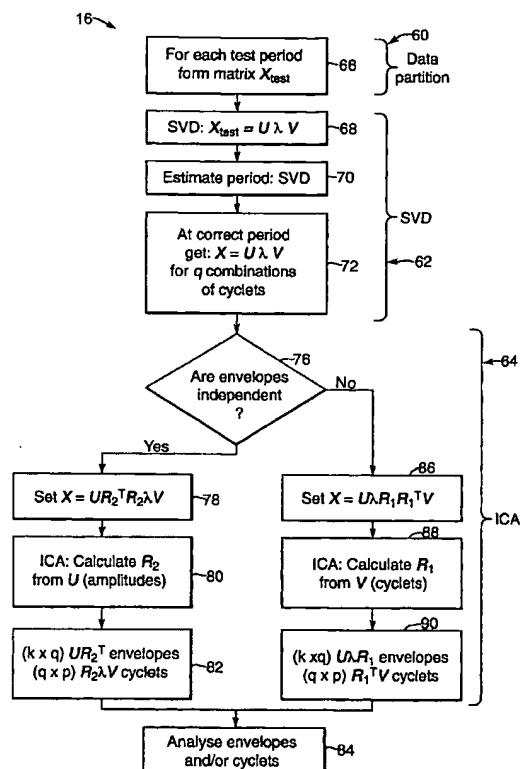 16
60
For each test period
form matrix Xtest
66
Data
partition
SVD: Xtest = U λ V
68
Estimate period: SVD
70
At correct period
get: X = U λ V
for q combinations
of cyclets
72
SVD
62
76
64
Are envelopes
independent
?
No
Yes
86
Set X = UR2ᵀR2λV
78
Set X = UλR1R1ᵀV
ICA
88
ICA: Calculate R2
from U (amplitudes)
80
ICA: Calculate R1
from V (cyclets)
90
(k x q) UR2ᵀ envelopes
(q x p) R2λV cyclets
82
(k xq) UλR1 envelopes
(q x p) R1ᵀV cyclets
Analyse envelopes
and/or cyclets
84